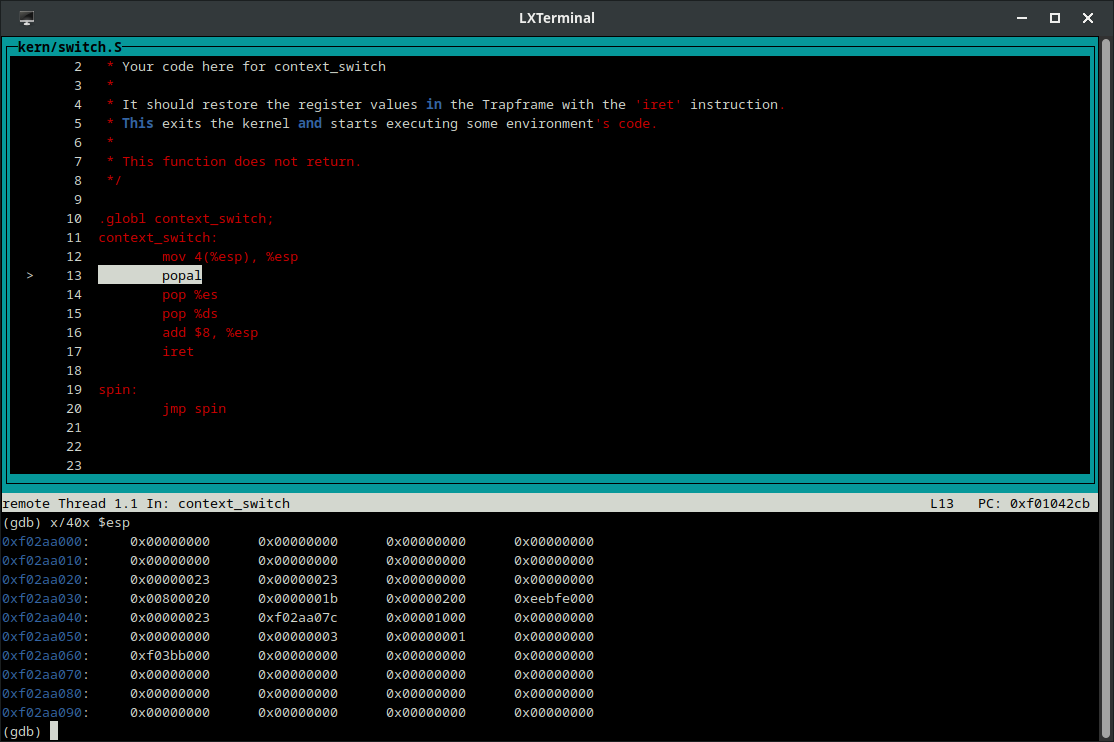 LXTerminal
kern/switch.S
2 * Your code here for context_switch
3 *
4 * It should restore the register values in the Trapframe with the 'iret' instruction.
5 * This exits the kernel and starts executing some environment's code.
6 *
7 * This function does not return.
8 */
9
10 .globl context_switch;
11 context_switch:
12 mov 4(%esp), %esp
> 13 popal
14 pop %es
15 pop %ds
16 add $8, %esp
17 iret
18
19 spin:
20 jmp spin
21
22
23
remote Thread 1.1 In: context_switch L13 PC: 0xf01042cb
(gdb) x/40x $esp
0xf02aa000: 0x00000000 0x00000000 0x00000000 0x00000000
0xf02aa010: 0x00000000 0x00000000 0x00000000 0x00000000
0xf02aa020: 0x00000023 0x00000023 0x00000000 0x00000000
0xf02aa030: 0x00800020 0x0000001b 0x00000200 0xeebfe000
0xf02aa040: 0x00000023 0xf02aa07c 0x00001000 0x00000000
0xf02aa050: 0x00000000 0x00000003 0x00000001 0x00000000
0xf02aa060: 0xf03bb000 0x00000000 0x00000000 0x00000000
0xf02aa070: 0x00000000 0x00000000 0x00000000 0x00000000
0xf02aa080: 0x00000000 0x00000000 0x00000000 0x00000000
0xf02aa090: 0x00000000 0x00000000 0x00000000 0x00000000
(gdb)